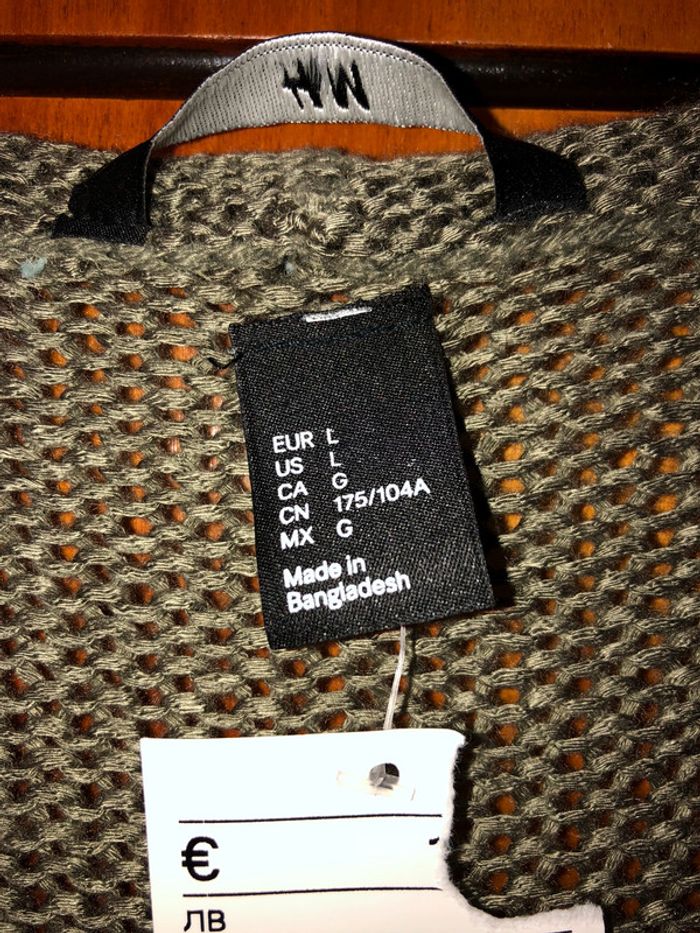 H&M
EUR L
US L
CA G
CN 175/104A
MX G
Made in
Bangladesh
€
лв